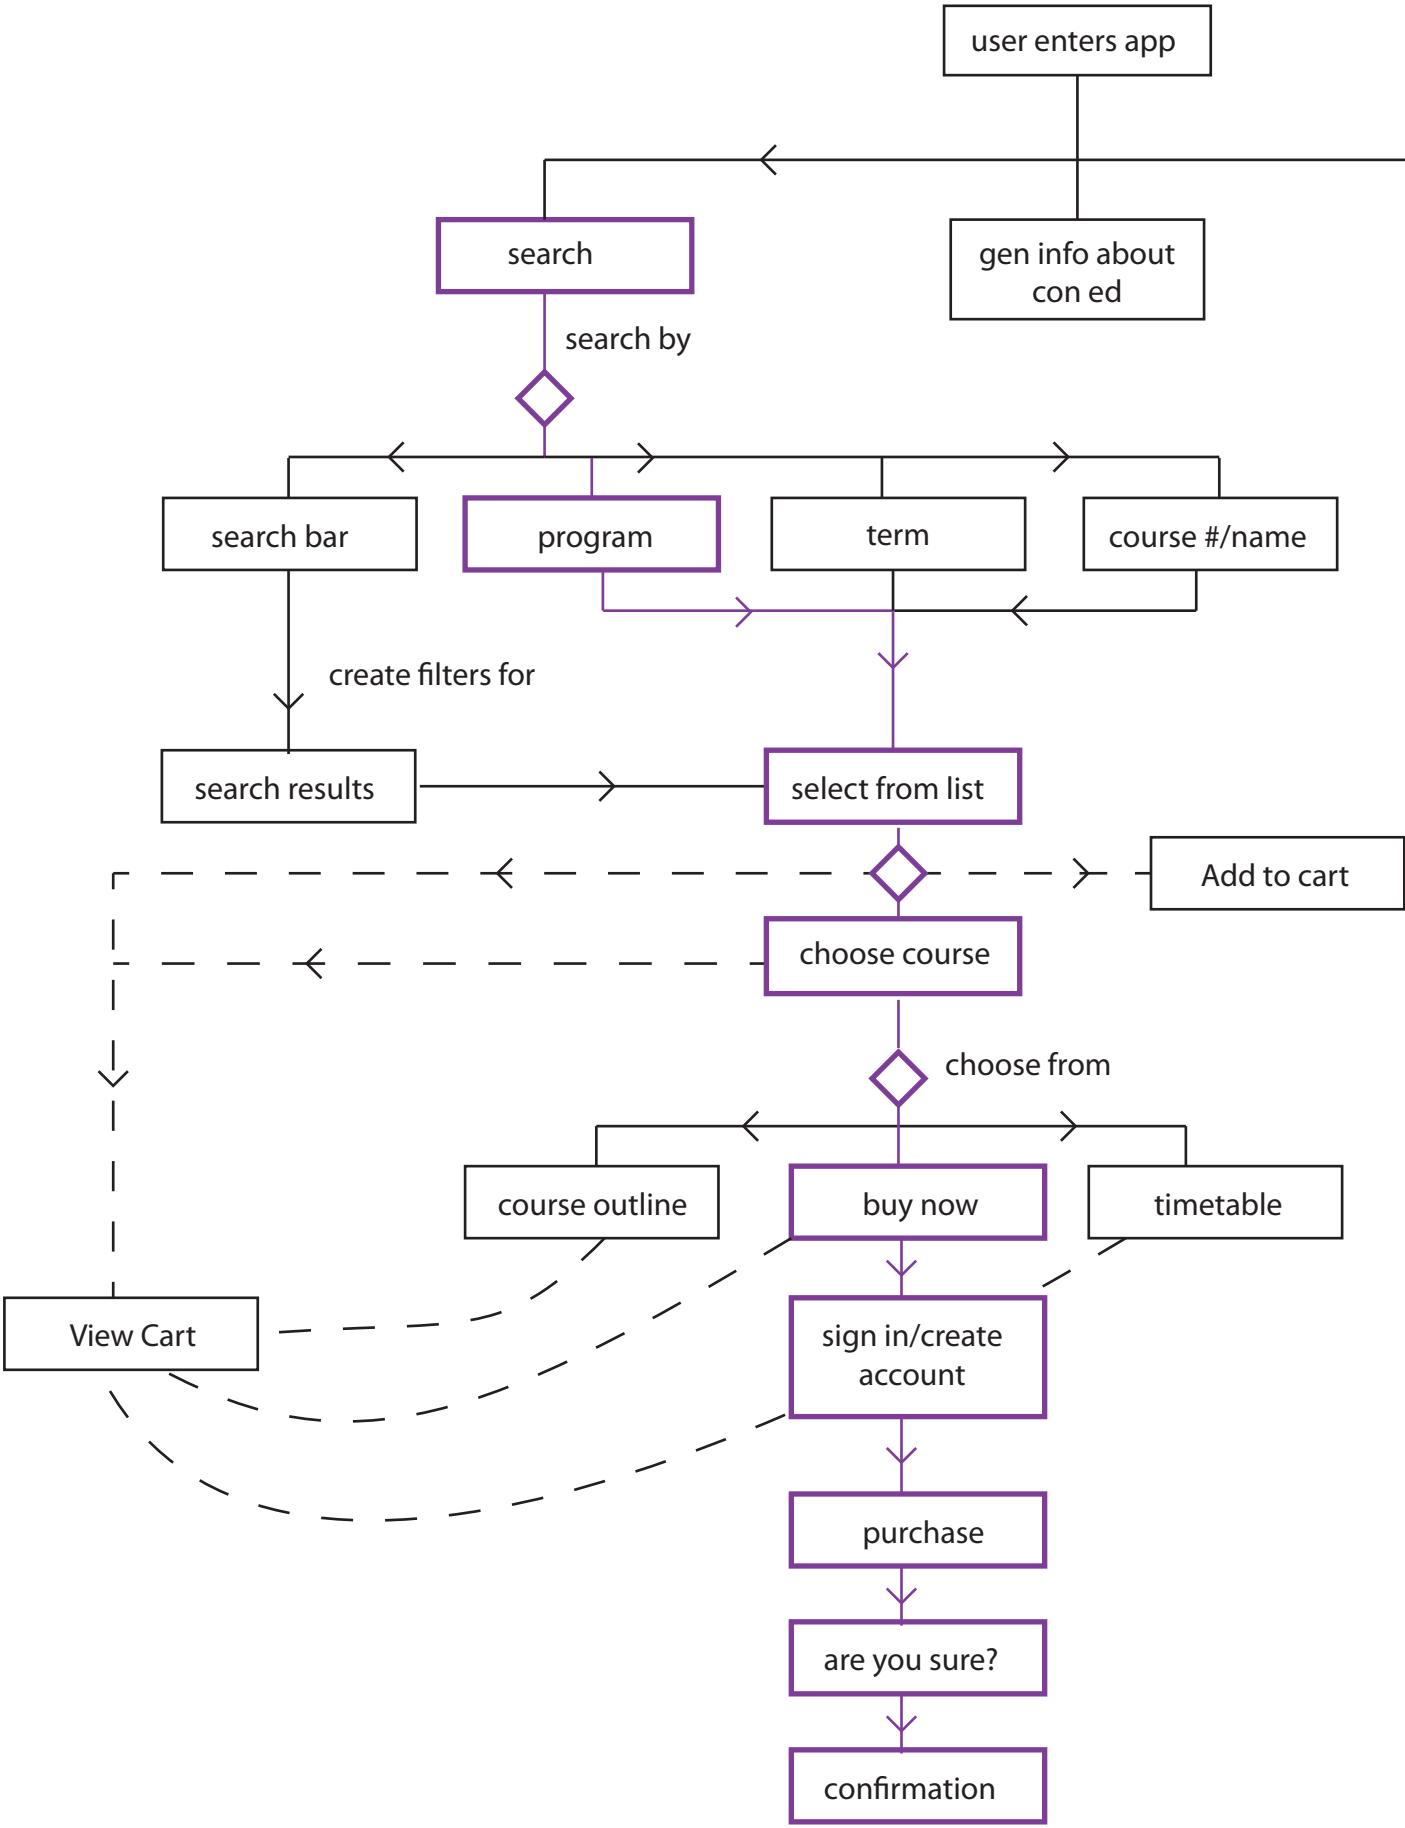 user enters app
search
gen info about
con ed
search by
search bar
program
term
course #/name
create filters for
search results
select from list
Add to cart
choose course
choose from
course outline
buy now
timetable
View Cart
sign in/create
account
purchase
are you sure?
confirmation